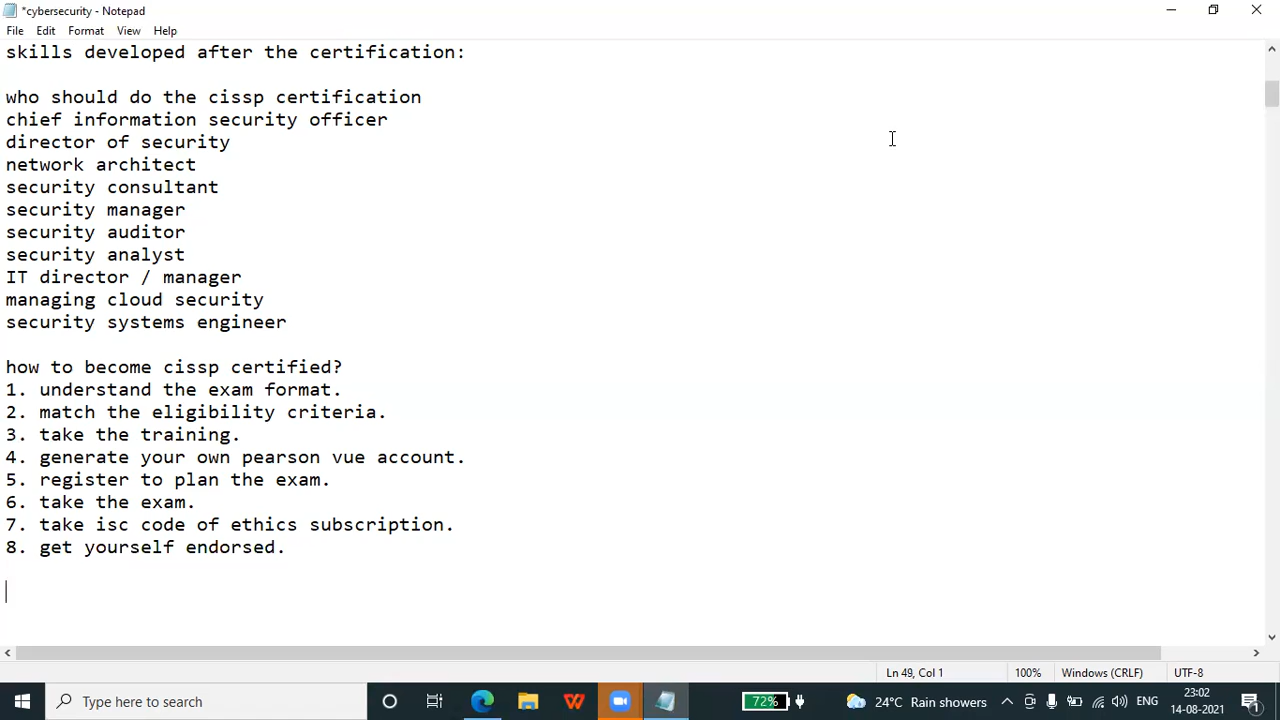 *cybersecurity - Notepad
File Edit Format View Help
skills developed after the certification:
who should do the cissp certification
chief information security officer
director of security
network architect
security consultant
security manager
security auditor
security analyst
IT director / manager
managing cloud security
security systems engineer
how to become cissp certified?
1. understand the exam format.
2. match the eligibility criteria.
3. take the training.
4. generate your own pearson vue account.
5. register to plan the exam.
6. take the exam.
7. take isc code of ethics subscription.
8. get yourself endorsed.
Ln 49, Col 1 100% Windows (CRLF) UTF-8
Type here to search 72% 24°C Rain showers ENG 23:02
14-08-2021 1